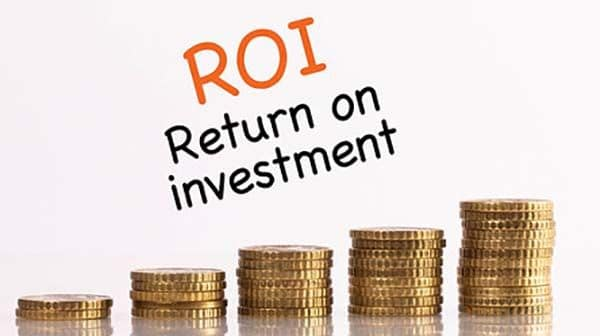 ROI
Return on
investment